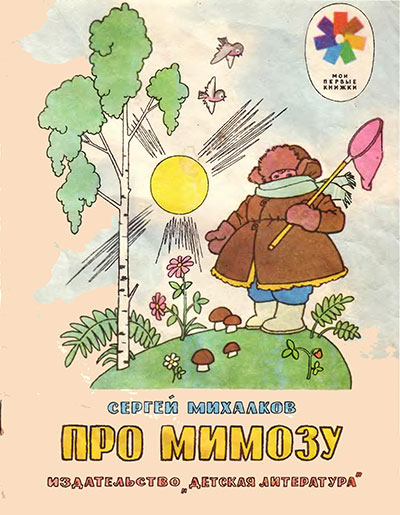 МОИ
ПЕРВЫЕ
КНИЖКИ
СЕРГЕЙ МИХАЛКОВ
ПРО МИМОЗУ
ИЗДАТЕЛЬСТВО „ДЕТСКАЯ ЛИТЕРАТУРА"